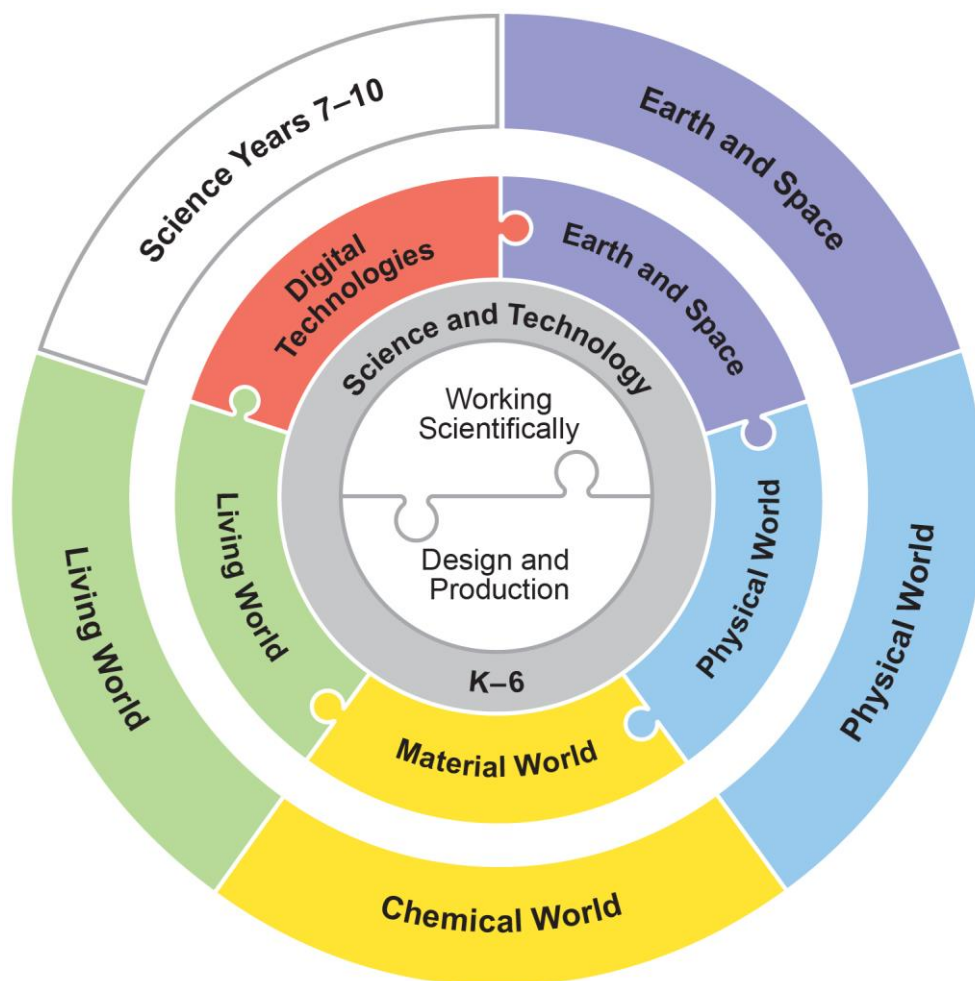 Science Years 7–10
Earth and Space
Digital
Technologies
Earth and Space
Science and Technology
Working
Scientifically
Design and
Production
K–6
Living World
Living World
Physical World
Physical World
Material World
Chemical World